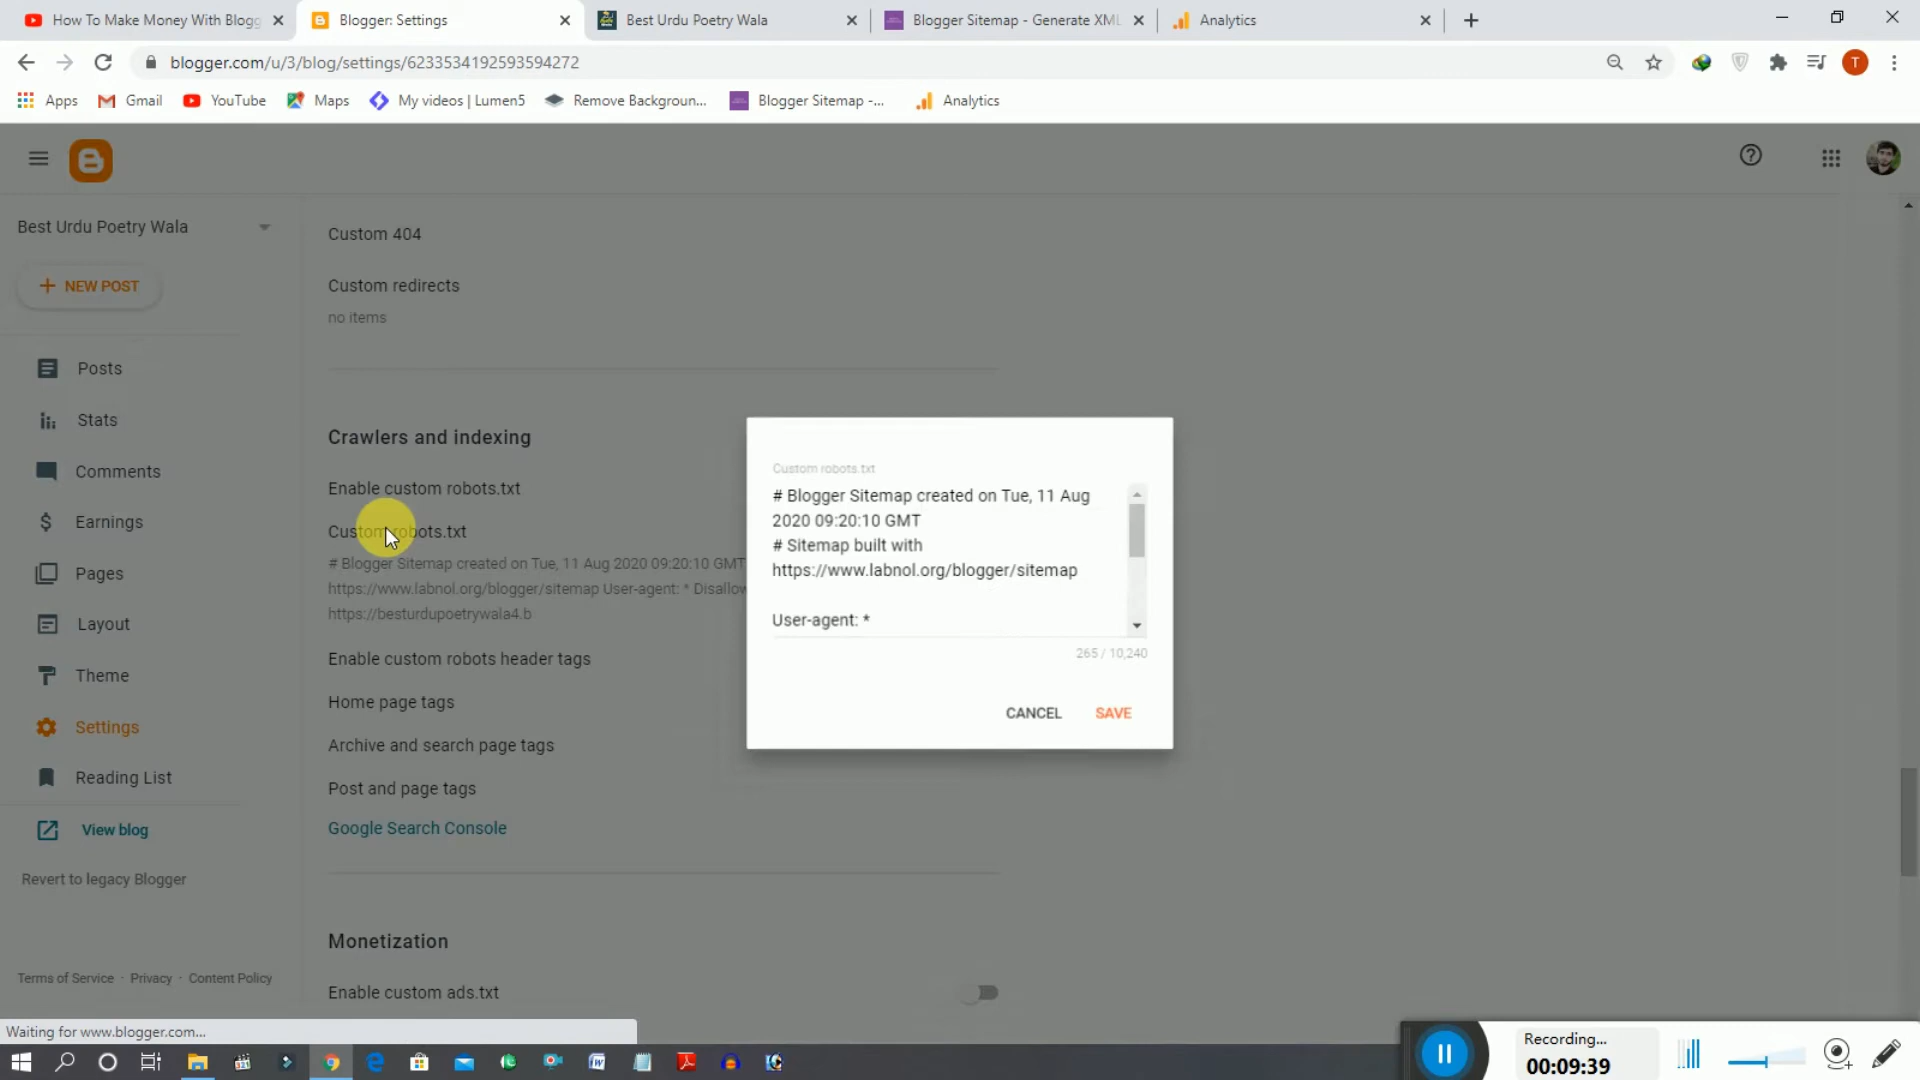 How To Make Money With Blogg
Blogger: Settings
Best Urdu Poetry Wala
Blogger Sitemap - Generate XML
Analytics
blogger.com/u/3/blog/settings/6233534192593594272
T
Apps
Gmail
YouTube
Maps
My videos | Lumen5
Remove Backgroun...
Blogger Sitemap -...
Analytics
Best Urdu Poetry Wala
NEW POST
Posts
Stats
Comments
Earnings
Pages
Layout
Theme
Settings
Reading List
View blog
Revert to legacy Blogger
Terms of Service · Privacy · Content Policy
Custom 404
Custom redirects
no items
Crawlers and indexing
Enable custom robots.txt
Custom robots.txt
# Blogger Sitemap created on Tue, 11 Aug 2020 09:20:10 GMT
https://www.labnol.org/blogger/sitemap User-agent: * Disallow
https://besturdupoetrywala4.b
Enable custom robots header tags
Home page tags
Archive and search page tags
Post and page tags
Google Search Console
Monetization
Enable custom ads.txt
Custom robots.txt
# Blogger Sitemap created on Tue, 11 Aug
2020 09:20:10 GMT
# Sitemap built with
https://www.labnol.org/blogger/sitemap
User-agent: *
265 / 10,240
CANCEL
SAVE
Waiting for www.blogger.com...
Recording...
00:09:39